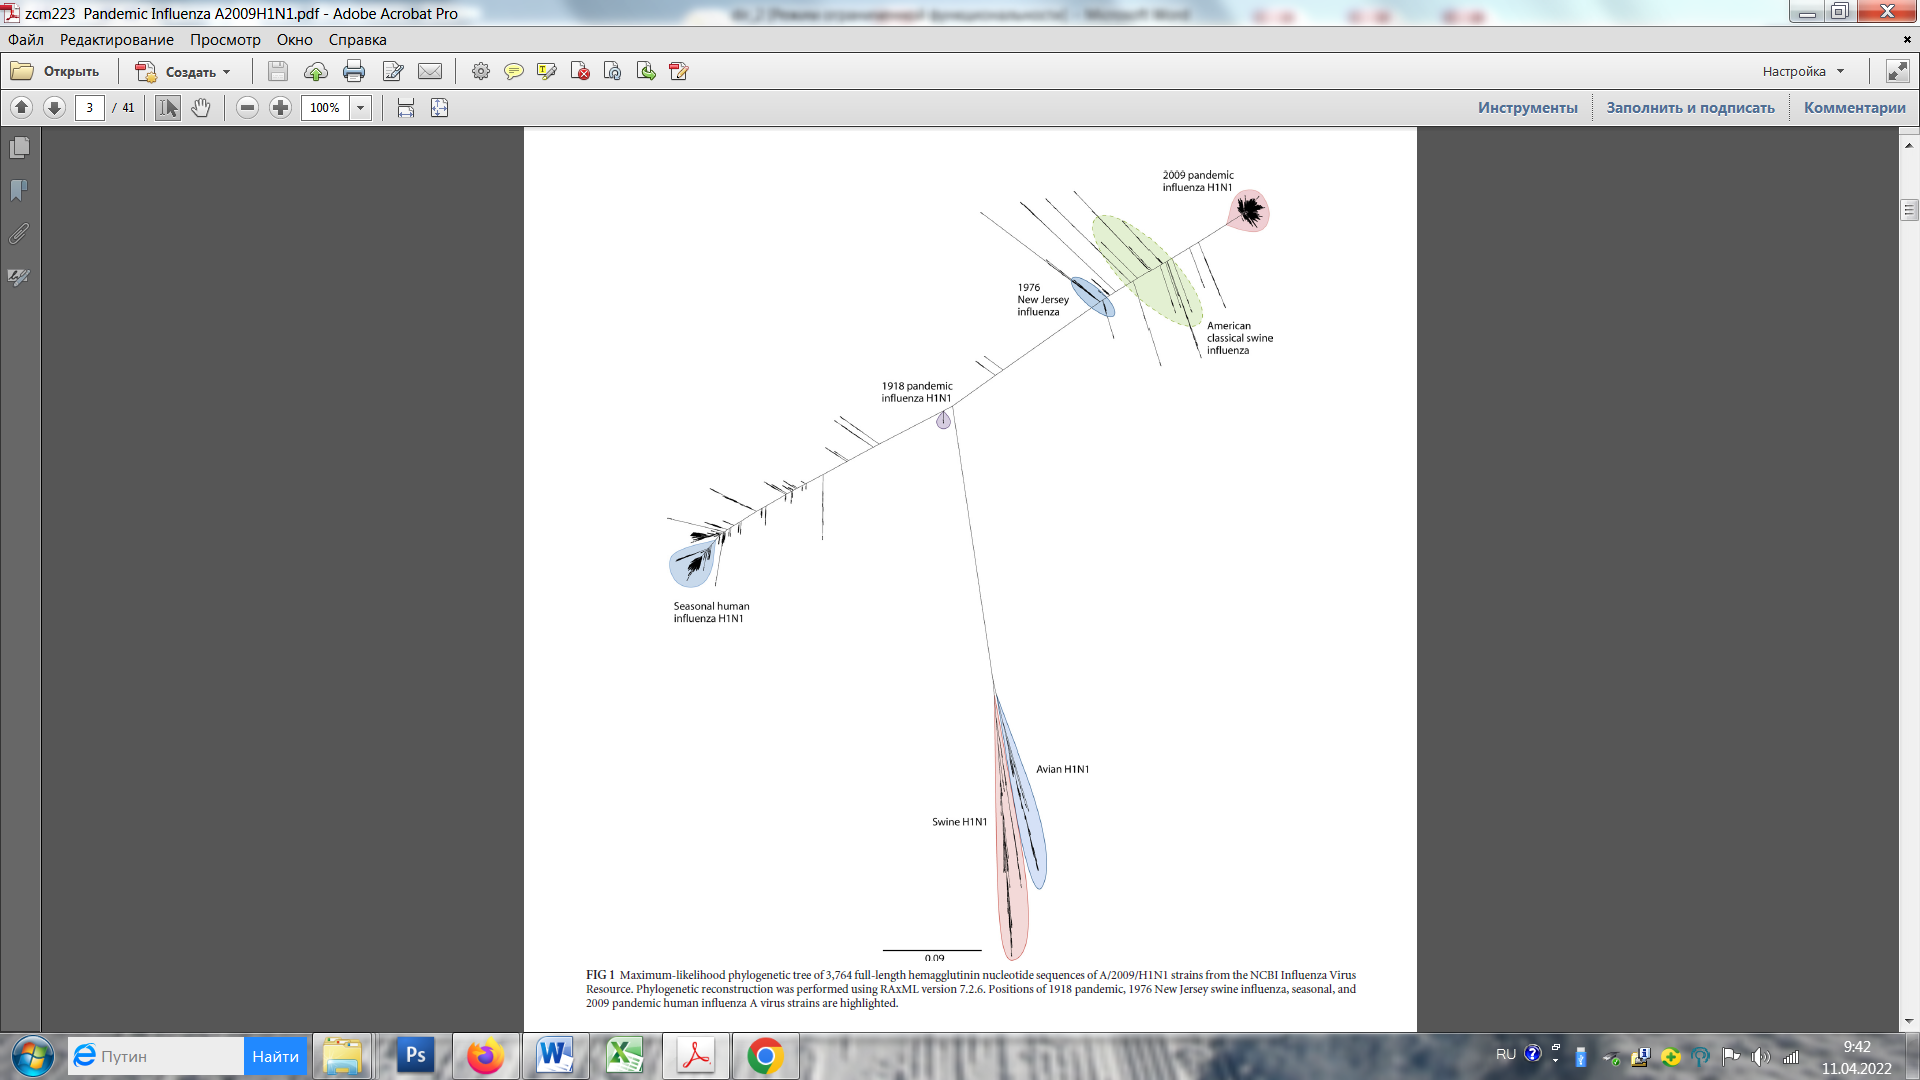 zcm223 Pandemic Influenza A2009H1N1.pdf - Adobe Acrobat Pro
Файл Редактирование Просмотр Окно Справка
Открыть
Создать
Настройка
3 / 41
100%
Инструменты
Заполнить и подписать
Комментарии
2009 pandemic
influenza H1N1
1976
New Jersey
influenza
American
classical swine
influenza
1918 pandemic
influenza H1N1
Seasonal human
influenza H1N1
Avian H1N1
Swine H1N1
0.09
FIG 1 Maximum-likelihood phylogenetic tree of 3,764 full-length hemagglutinin nucleotide sequences of A/2009/H1N1 strains from the NCBI Influenza Virus
Resource. Phylogenetic reconstruction was performed using RAxML version 7.2.6. Positions of 1918 pandemic, 1976 New Jersey swine influenza, seasonal, and
2009 pandemic human influenza A virus strains are highlighted.
Путин
Найти
Ps
RU
9:42
11.04.2022